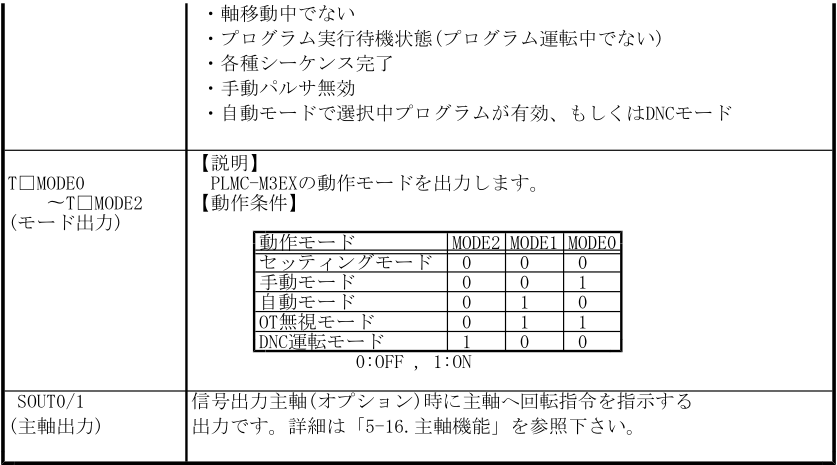 ・軸移動中でない
・プログラム実行待機状態(プログラム運転中でない)
・各種シーケンス完了
・手動パルサ無効
・自動モードで選択中プログラムが有効、もしくはDNCモード
T□MODE0
～T□MODE2
(モード出力)
【説明】
PLMC-M3EXの動作モードを出力します。
【動作条件】
動作モード MODE2 MODE1 MODE0
セッティングモード 0 0 0
手動モード 0 0 1
自動モード 0 1 0
OT無視モード 0 1 1
DNC運転モード 1 0 0
0:OFF , 1:ON
SOUT0/1
(主軸出力)
信号出力主軸(オプション)時に主軸へ回転指令を指示する
出力です。詳細は「5-16.主軸機能」を参照下さい。